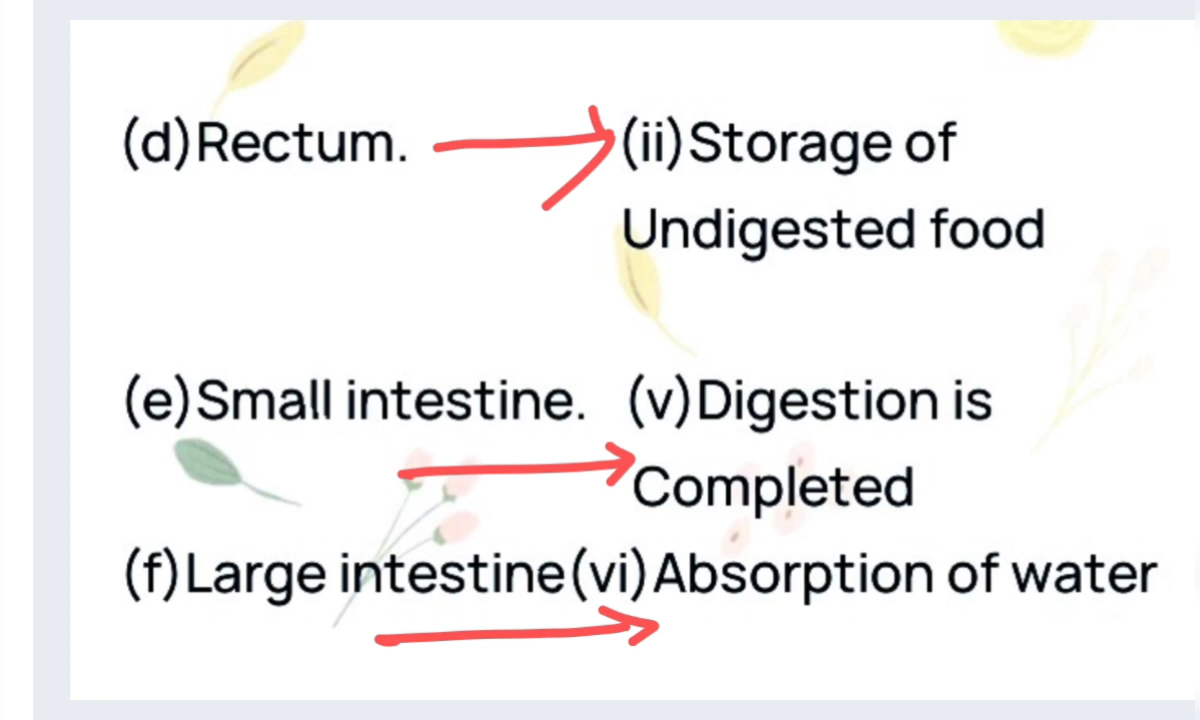 (d)Rectum. (ii)Storage of
Undigested food
(e)Small intestine. (v)Digestion is
Completed
(f)Large intestine(vi)Absorption of water